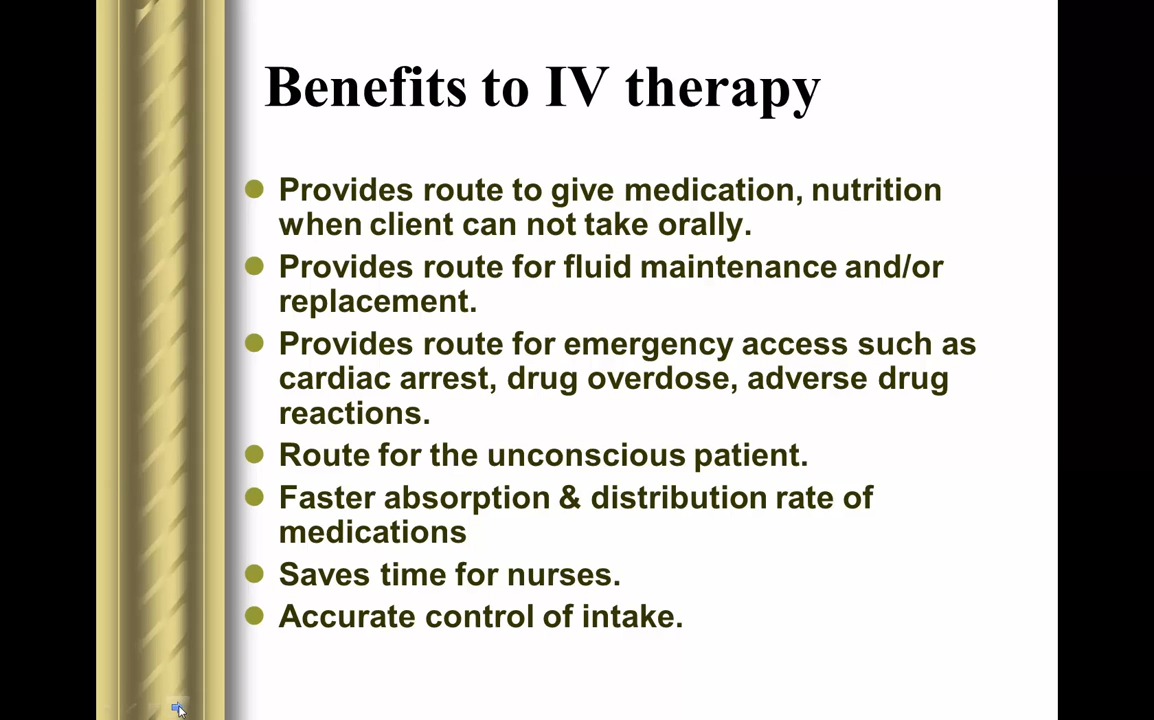 Benefits to IV therapy
Provides route to give medication, nutrition
when client can not take orally.
Provides route for fluid maintenance and/or
replacement.
Provides route for emergency access such as
cardiac arrest, drug overdose, adverse drug
reactions.
Route for the unconscious patient.
Faster absorption & distribution rate of
medications
Saves time for nurses.
Accurate control of intake.